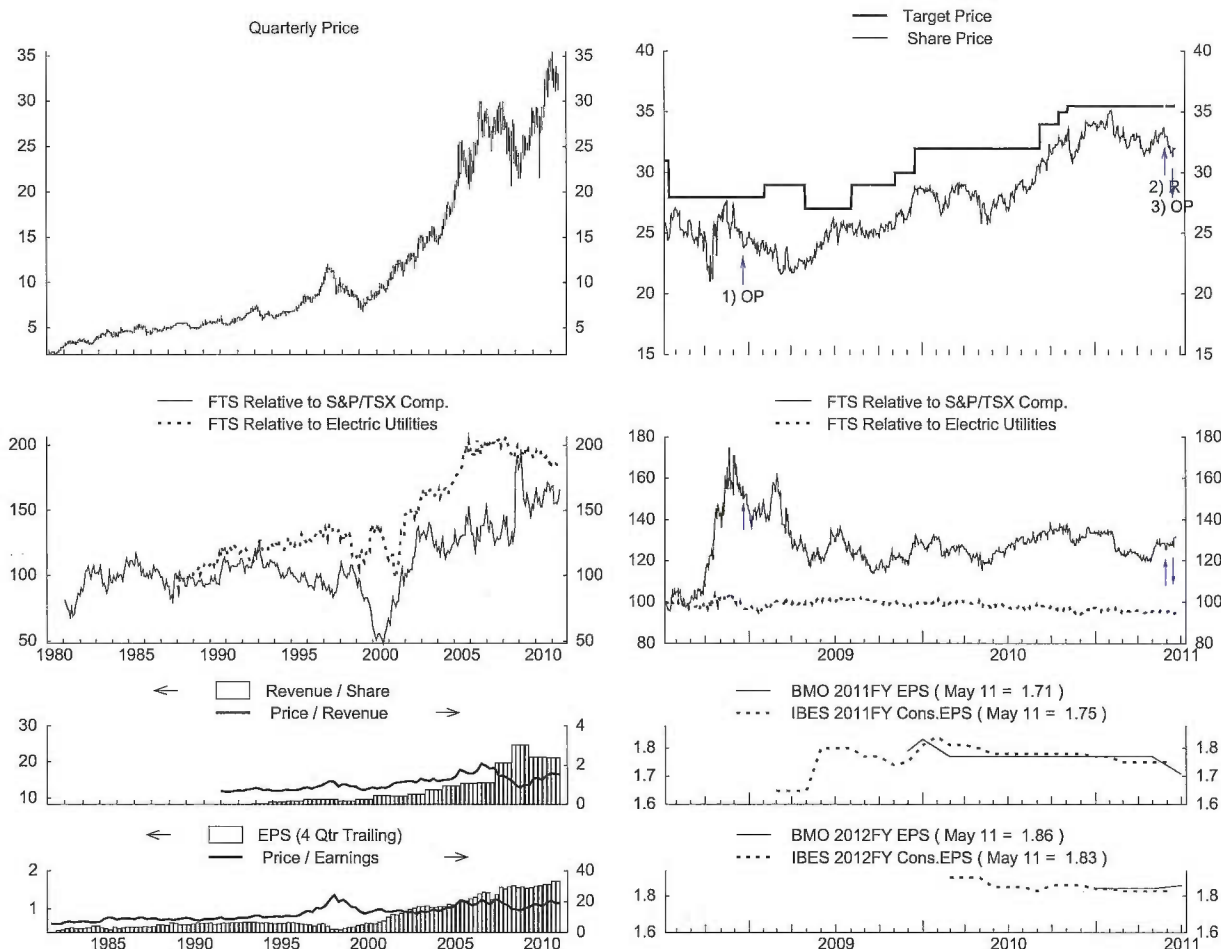 Quarterly Price
35 35
30 30
25 25
20 20
15 15
10 10
5 5
Target Price
Share Price
40 40
35 35
30 30
25 25
20 20
15 15
1) OP
2) R
3) OP
FTS Relative to S&P/TSX Comp.
FTS Relative to Electric Utilities
200 200
150 150
100 100
50 50
1980 1985 1990 1995 2000 2005 2010
FTS Relative to S&P/TSX Comp.
FTS Relative to Electric Utilities
180 180
160 160
140 140
120 120
100 100
80 80
2009 2010 2011
← Revenue / Share
Price / Revenue →
30 4
20 2
10 0
BMO 2011FY EPS ( May 11 = 1.71)
IBES 2011FY Cons.EPS ( May 11 = 1.75 )
1.8 1.8
1.7 1.7
1.6 1.6
← EPS (4 Qtr Trailing)
Price / Earnings →
2 40
1 20
0
1985 1990 1995 2000 2005 2010
BMO 2012FY EPS ( May 11 = 1.86)
IBES 2012FY Cons.EPS ( May 11 = 1.83 )
1.8 1.8
1.6 1.6
2009 2010 2011